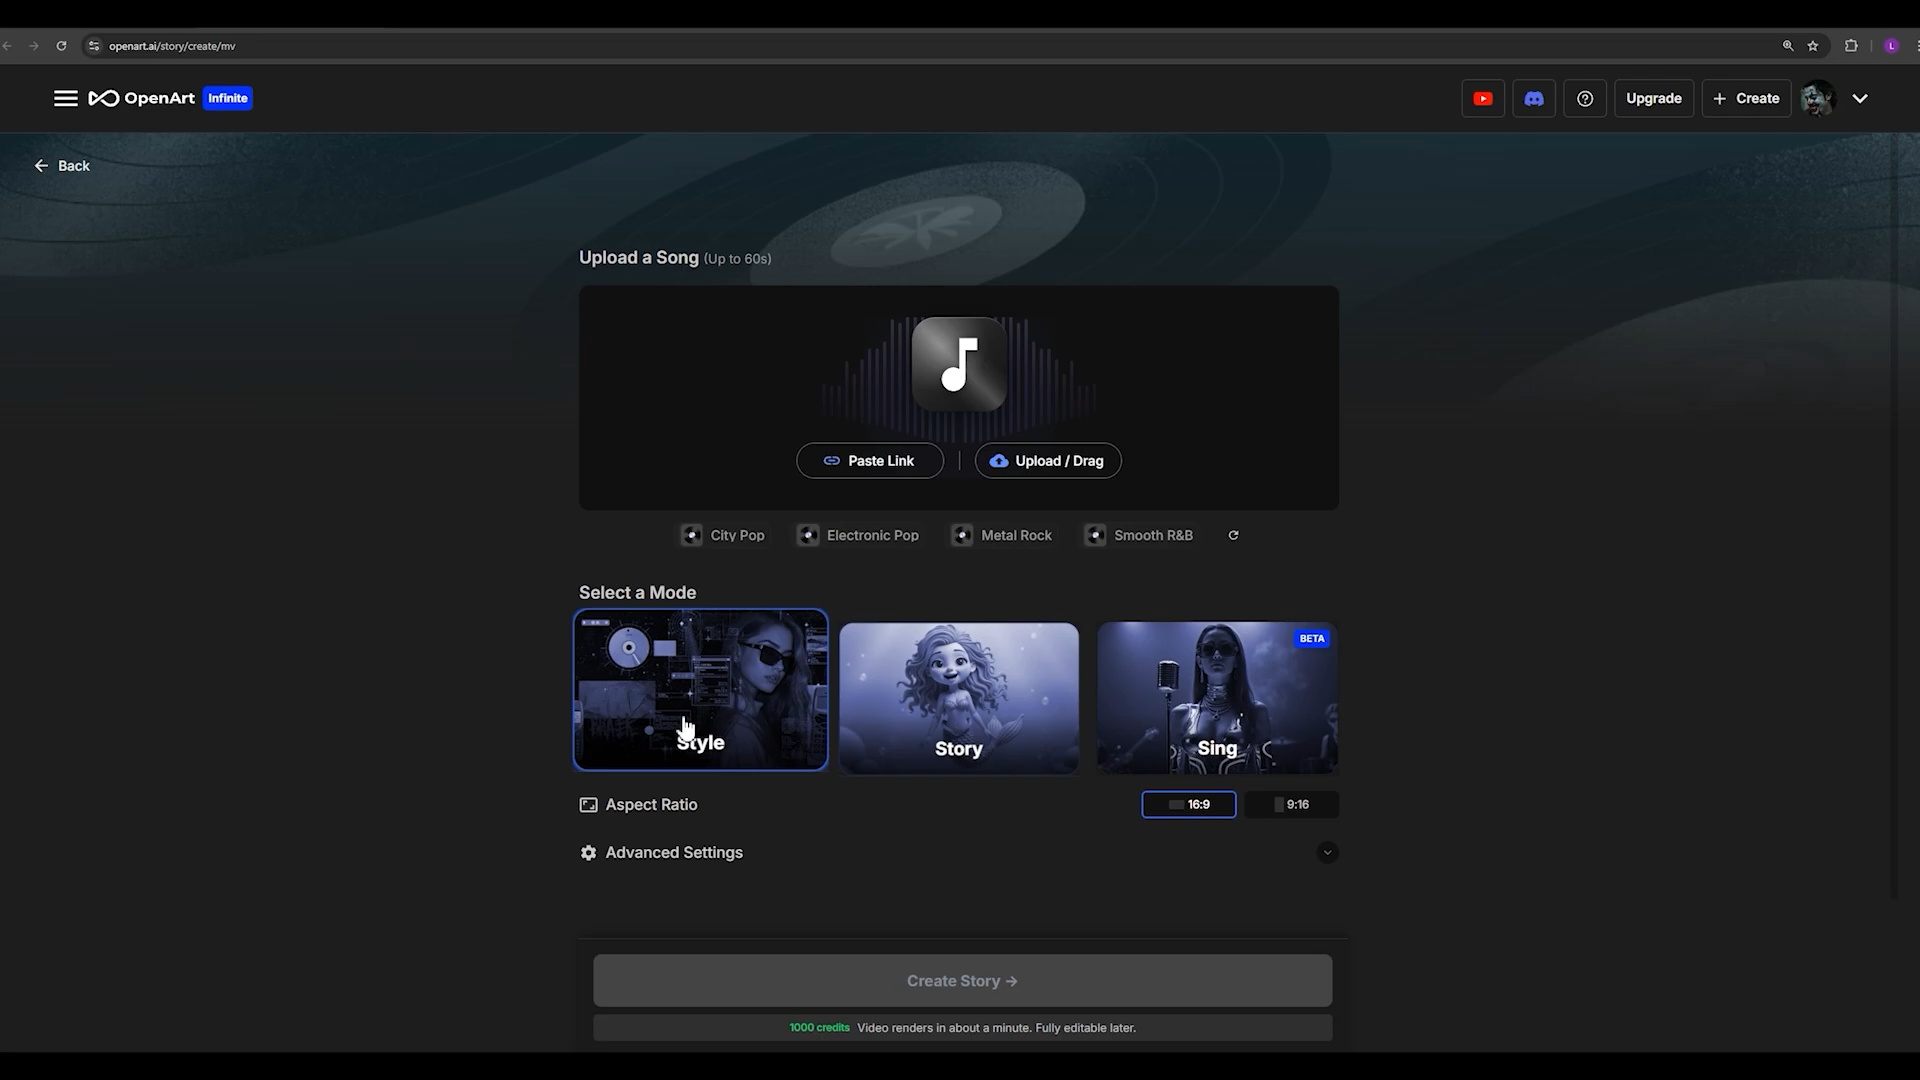 openart.ai/story/create/mv
L
OpenArt Infinite
Upgrade
+ Create
Back
Upload a Song (Up to 60s)
Paste Link
Upload / Drag
City Pop
Electronic Pop
Metal Rock
Smooth R&B
Select a Mode
Style
Story
BETA
Sing
Aspect Ratio
16:9
9:16
Advanced Settings
Create Story →
1000 credits Video renders in about a minute. Fully editable later.